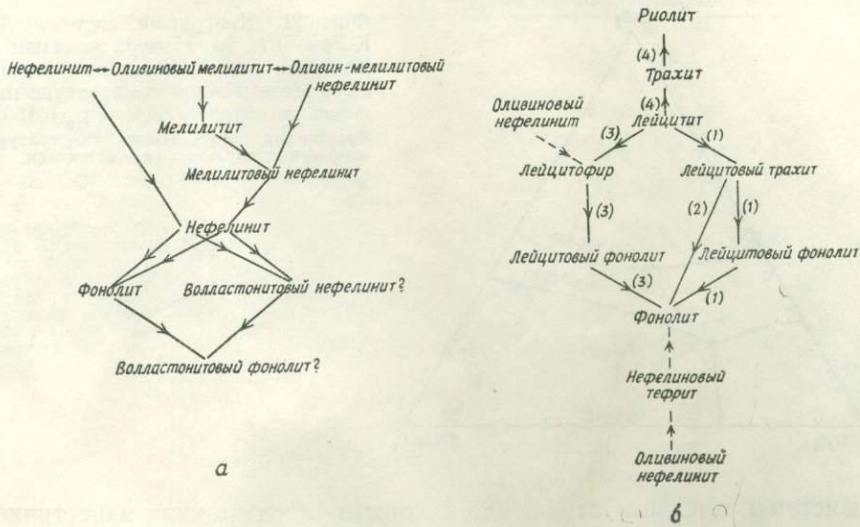 Нефелинит
Оливиновый мелилитит
Оливин-мелилитовый
нефелинит
Мелилитит
Мелилитовый нефелинит
Нефелинит
Фонолит
Волластонитовый нефелинит?
Волластонитовый фонолит?
а
Риолит
(4)
Трахит
(4)
Лейцитит
Оливиновый
нефелинит
(3)
(1)
Лейцитофир
Лейцитовый трахит
(3)
(2)
(1)
Лейцитовый фонолит
Лейцитовый фонолит
(3)
(1)
Фонолит
Нефелиновый
тефрит
Оливиновый
нефелинит
б